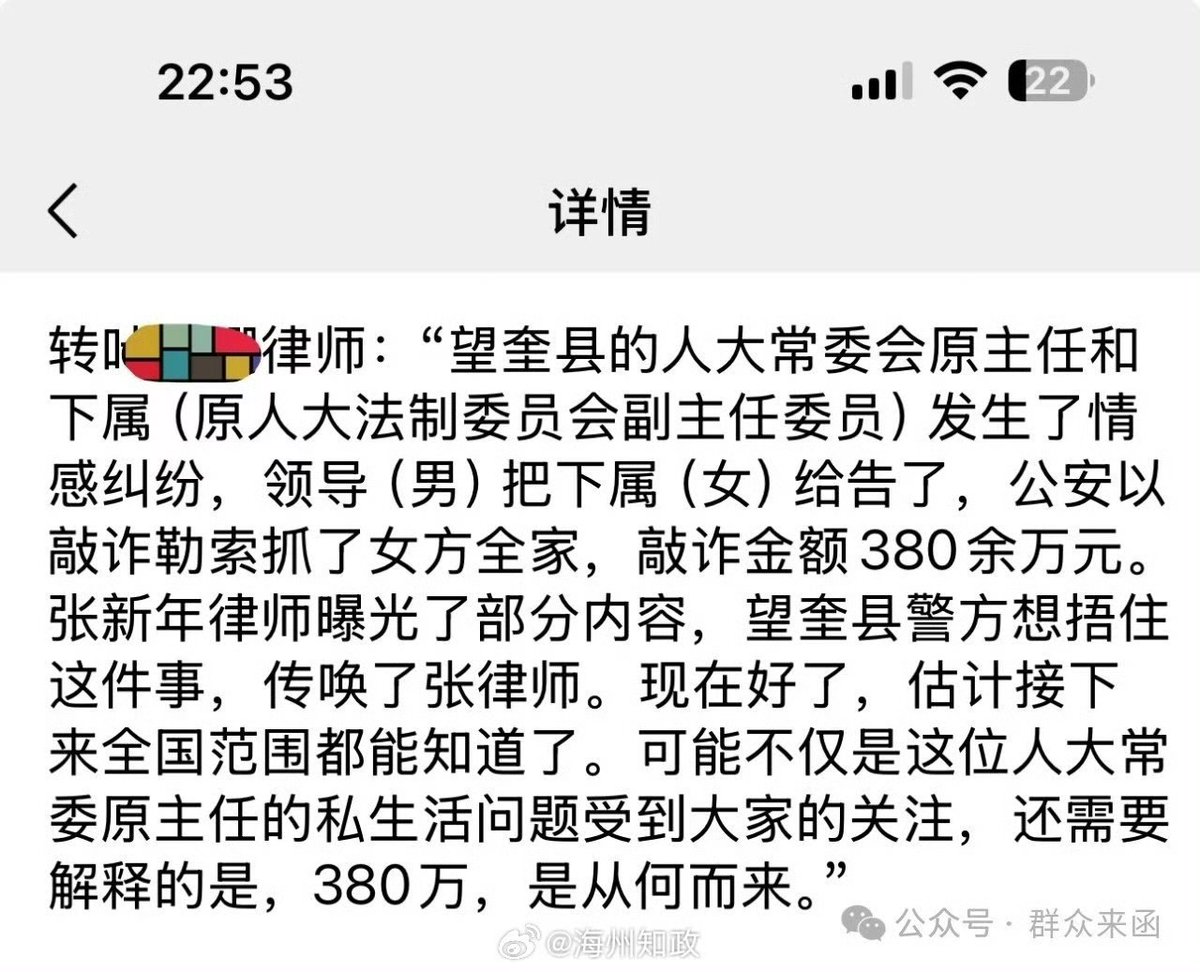 22:53
22
详情
转 律师：“望奎县的人大常委会原主任和
下属（原人大法制委员会副主任委员）发生了情
感纠纷，领导（男）把下属（女）给告了，公安以
敲诈勒索抓了女方全家，敲诈金额380余万元。
张新年律师曝光了部分内容，望奎县警方想捂住
这件事，传唤了张律师。现在好了，估计接下
来全国范围都能知道了。可能不仅是这位人大常
委原主任的私生活问题受到大家的关注，还需要
解释的是，380万，是从何而来。”
公众号·群众来函
@海州知政